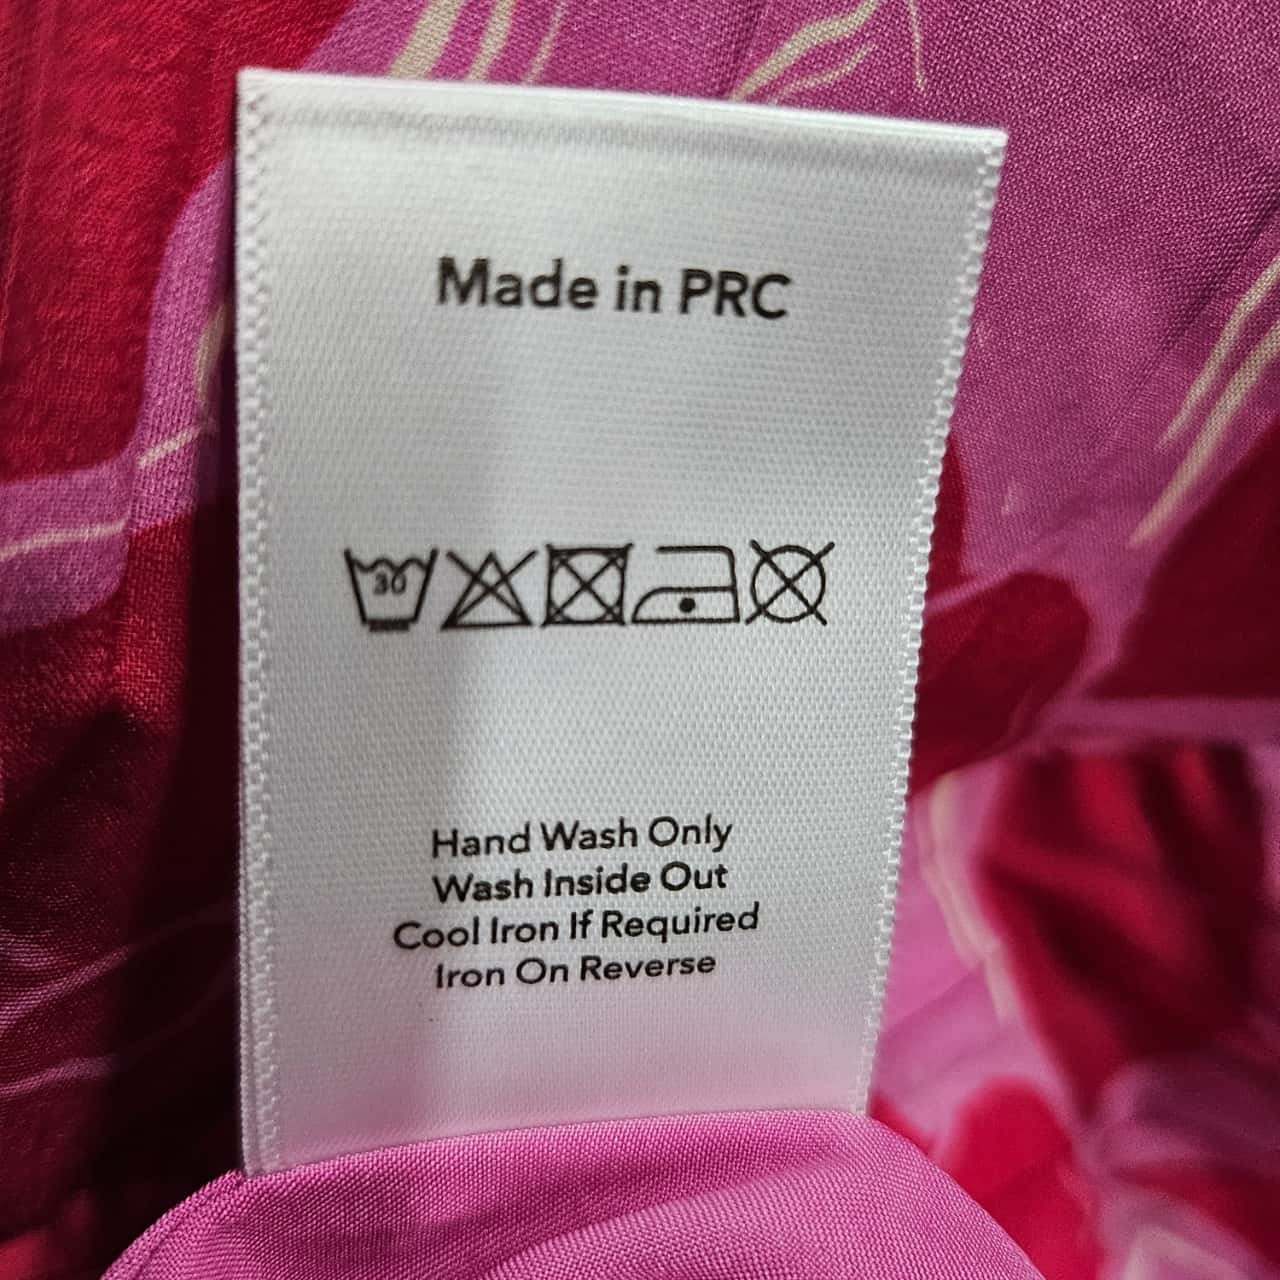 Made in PRC
30
Hand Wash Only
Wash Inside Out
Cool Iron If Required
Iron On Reverse